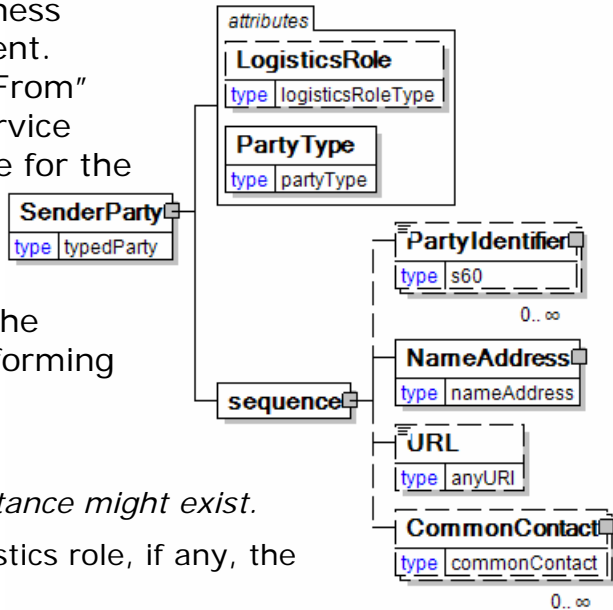 ness
ent.
From"
rvice
e for the
he
forming
tance might exist.
stics role, if any, the
attributes
LogisticsRole
type logisticsRoleType
PartyType
type partyType
SenderParty
type typedParty
sequence
PartyIdentifier
type s60
0.. ∞
NameAddress
type nameAddress
URL
type anyURI
CommonContact
type commonContact
0.. ∞